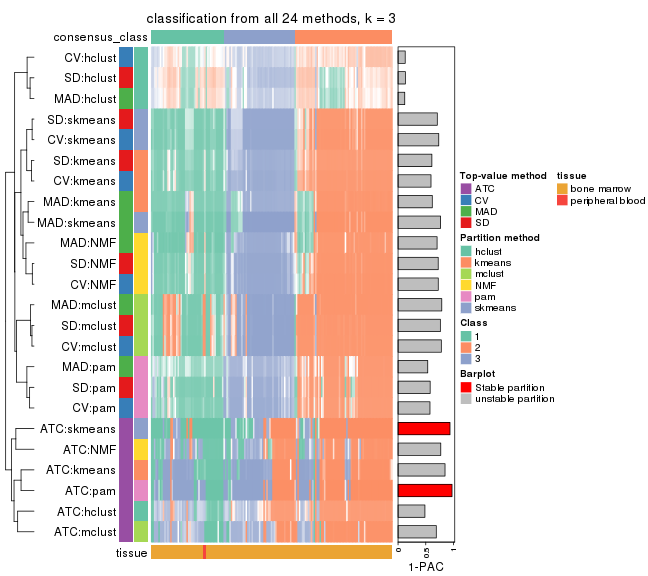 classification from all 24 methods, k = 3
consensus_class
CV:hclust
SD:hclust
MAD:hclust
SD:skmeans
CV:skmeans
SD:kmeans
CV:kmeans
MAD:kmeans
MAD:skmeans
MAD:NMF
SD:NMF
CV:NMF
MAD:mclust
SD:mclust
CV:mclust
MAD:pam
SD:pam
CV:pam
ATC:skmeans
ATC:NMF
ATC:kmeans
ATC:pam
ATC:hclust
ATC:mclust
tissue
0
0.5
1
1-PAC
Top-value method
ATC
CV
MAD
SD
Partition method
hclust
kmeans
mclust
NMF
pam
skmeans
Class
1
2
3
Barplot
Stable partition
unstable partition
tissue
bone marrow
peripheral blood